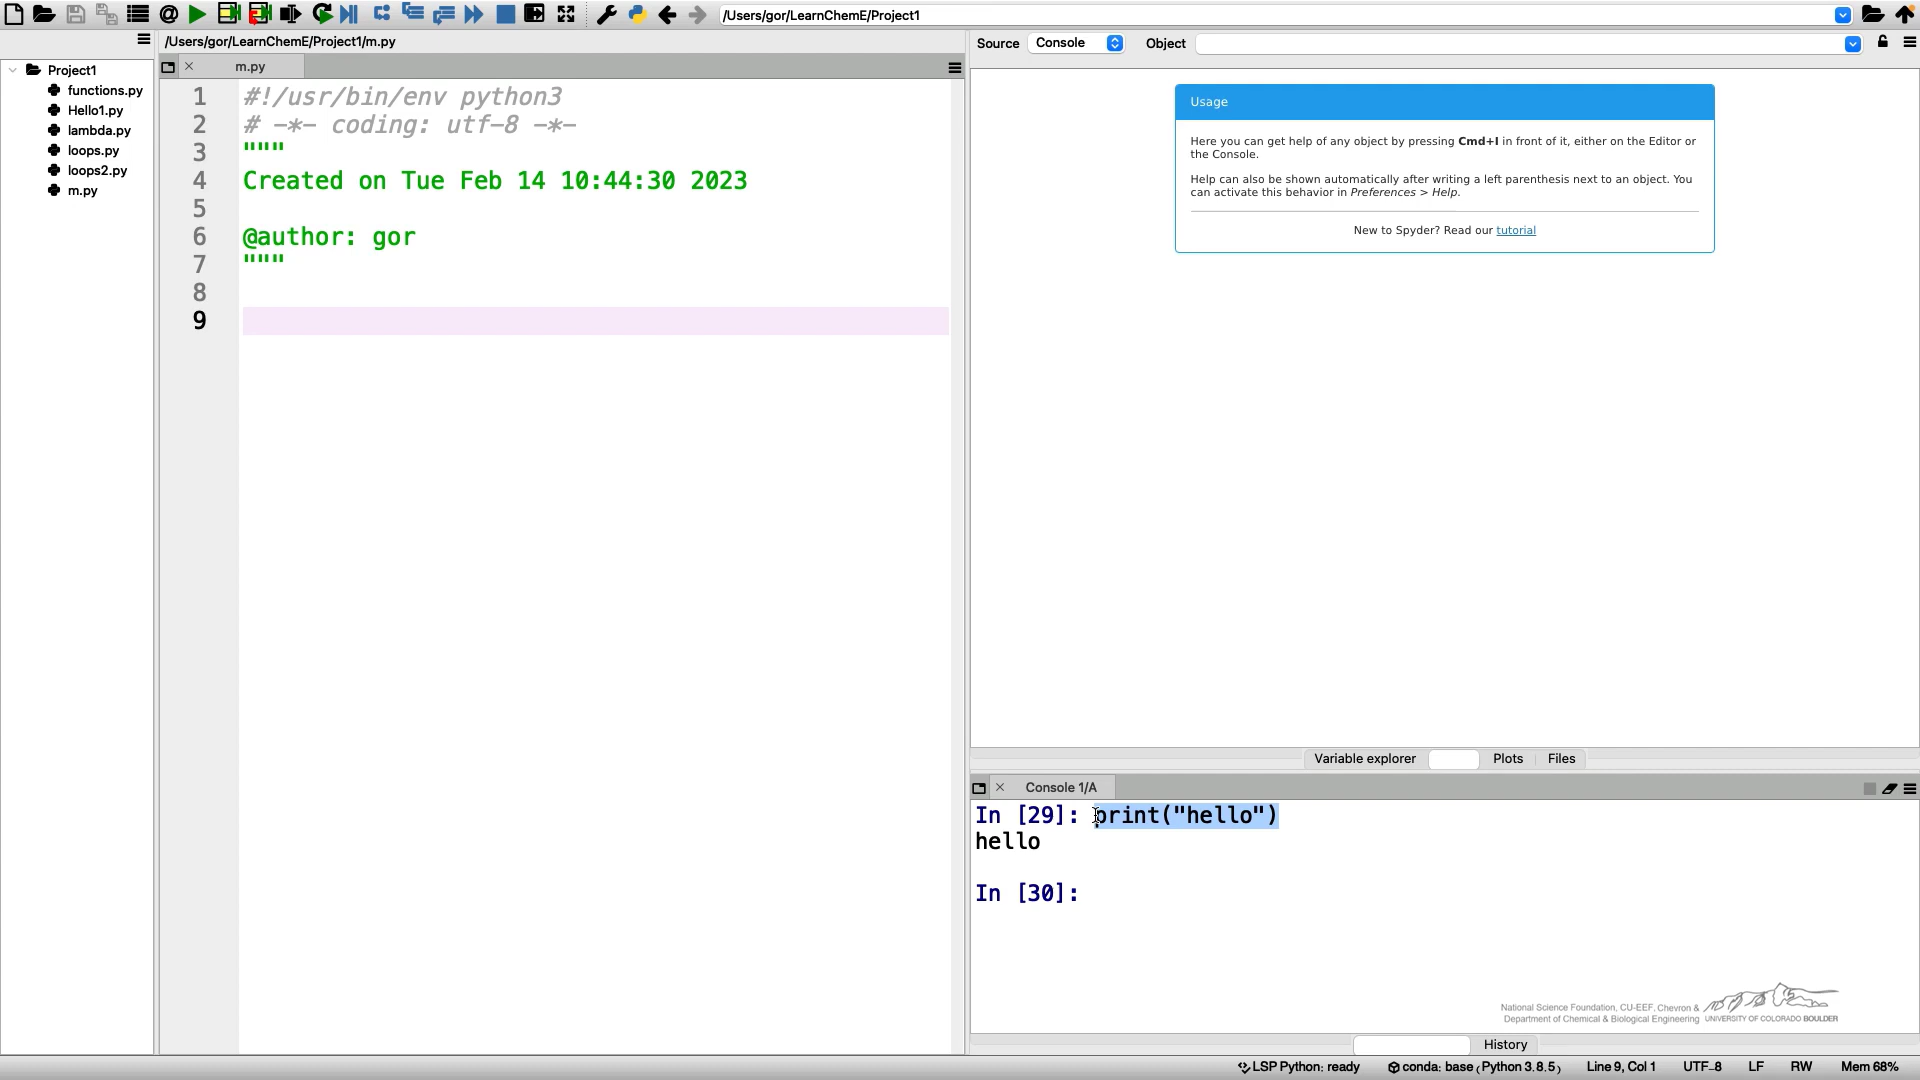 /Users/gor/LearnChemE/Project1
/Users/gor/LearnChemE/Project1/m.py
Project1
functions.py
Hello1.py
lambda.py
loops.py
loops2.py
m.py
m.py
1 #!/usr/bin/env python3
2 # -*- coding: utf-8 -*-
3 """
4 Created on Tue Feb 14 10:44:30 2023
5
6 @author: gor
7 """
8
9
Source Console Object
Usage
Here you can get help of any object by pressing Cmd+I in front of it, either on the Editor or
the Console.
Help can also be shown automatically after writing a left parenthesis next to an object. You
can activate this behavior in Preferences > Help.
New to Spyder? Read our tutorial
Variable explorer Plots Files
Console 1/A
In [29]: print("hello")
hello
In [30]:
National Science Foundation, CU-EEF, Chevron &
Department of Chemical & Biological Engineering UNIVERSITY OF COLORADO BOULDER
History
LSP Python: ready conda: base (Python 3.8.5) Line 9, Col 1 UTF-8 LF RW Mem 68%